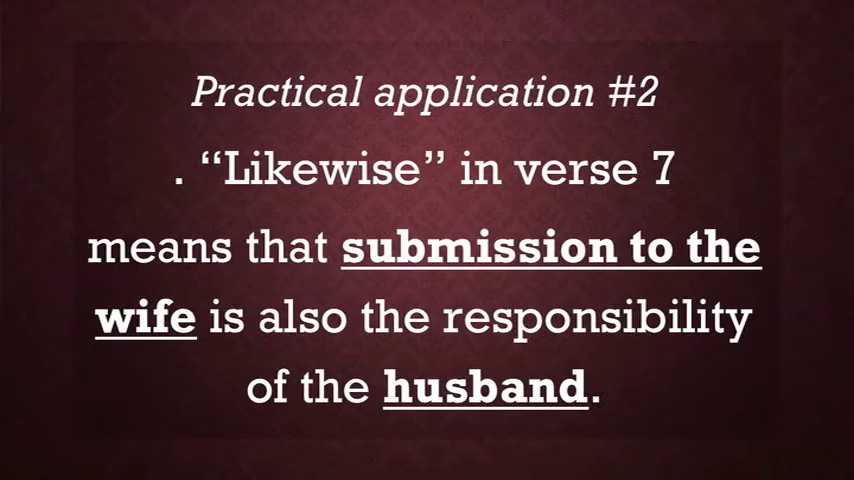 Practical application #2
. “Likewise” in verse 7
means that submission to the
wife is also the responsibility
of the husband.